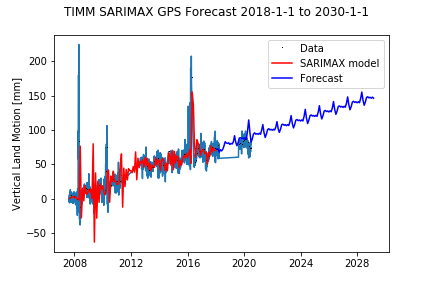 TIMM SARIMAX GPS Forecast 2018-1-1 to 2030-1-1
Data
SARIMAX model
Forecast
Vertical Land Motion [mm]
200
150
100
50
0
−50
2008
2012
2016
2020
2024
2028